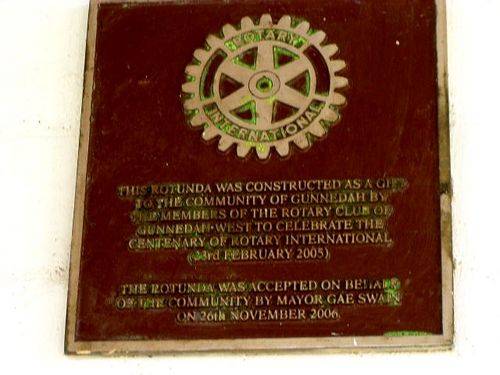 ROTARY
INTERNATIONAL
THIS ROTUNDA WAS CONSTRUCTED AS A GIFT
TO THE COMMUNITY OF GUNNEDAH BY
THE MEMBERS OF THE ROTARY CLUB OF
GUNNEDAH WEST TO CELEBRATE THE
CENTENARY OF ROTARY INTERNATIONAL
(23rd FEBRUARY 2005)
THE ROTUNDA WAS ACCEPTED ON BEHALF
OF THE COMMUNITY BY MAYOR GAE SWAIN
ON 26th NOVEMBER 2006.